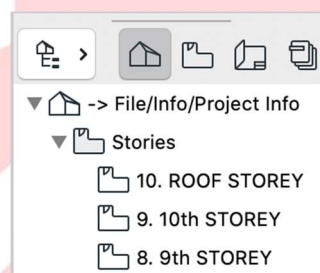 -> File/Info/Project Info
Stories
10. ROOF STOREY
9. 10th STOREY
8. 9th STOREY